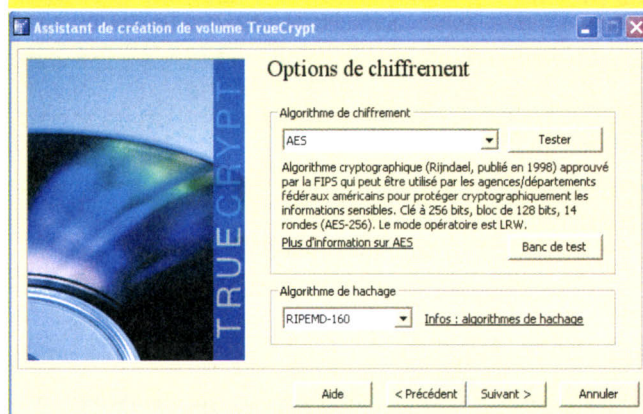 Assistant de création de volume TrueCrypt
TRUECRYPT
Options de chiffrement
Algorithme de chiffrement
AES
Tester
Algorithme cryptographique (Rijndael, publié en 1998) approuvé
par la FIPS qui peut être utilisé par les agences/départements
fédéraux américains pour protéger cryptographiquement les
informations sensibles. Clé à 256 bits, bloc de 128 bits, 14
rondes (AES-256). Le mode opératoire est LRW.
Plus d'information sur AES
Banc de test
Algorithme de hachage
RIPEMD-160
Infos : algorithmes de hachage
Aide
< Précédent
Suivant >
Annuler